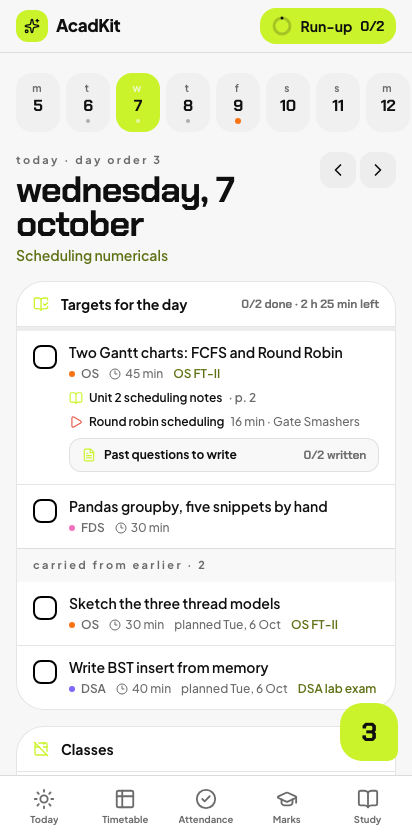 AcadKit
Run-up 0/2
m t w t f s s m
5 6 7 8 9 10 11 12
today · day order 3
wednesday, 7
october
Scheduling numericals
Targets for the day 0/2 done · 2 h 25 min left
Two Gantt charts: FCFS and Round Robin
OS 45 min OS FT-II
Unit 2 scheduling notes · p. 2
Round robin scheduling 16 min · Gate Smashers
Past questions to write 0/2 written
Pandas groupby, five snippets by hand
FDS 30 min
carried from earlier · 2
Sketch the three thread models
OS 30 min planned Tue, 6 Oct OS FT-II
Write BST insert from memory
DSA 40 min planned Tue, 6 Oct DSA lab exam
3
Classes
Today Timetable Attendance Marks Study